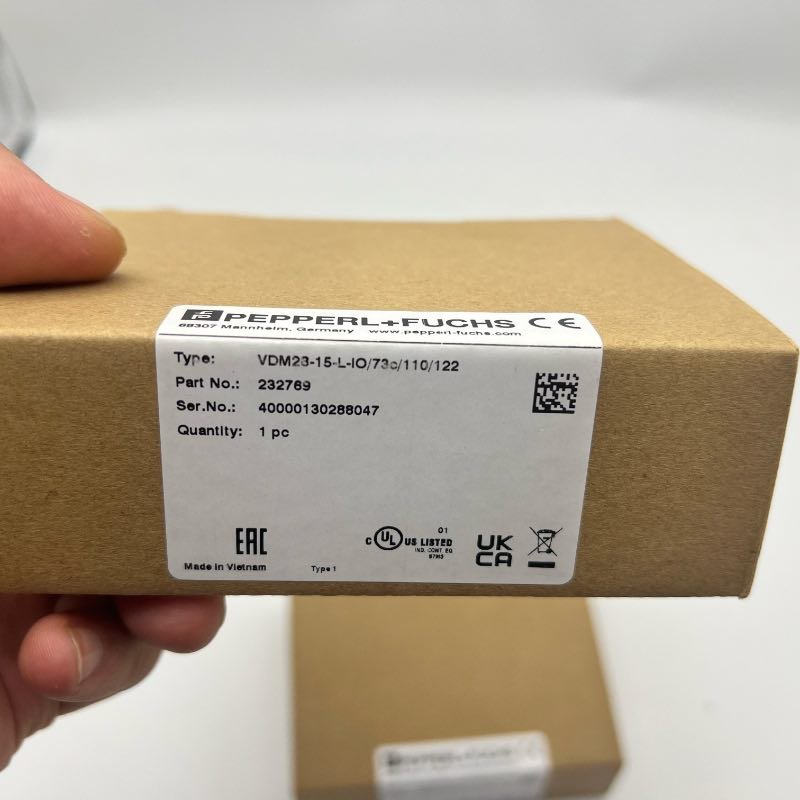 PEPPERL+FUCHS CE
68307 Mannheim, Germany www.pepperl-fuchs.com
Type: VDM28-15-L-IO/73c/110/122
Part No.: 232769
Ser.No.: 40000130288047
Quantity: 1 pc
EAC
C UL US LISTED 01
IND. CONT. EQ
UK
CA
Made in Vietnam Type 1